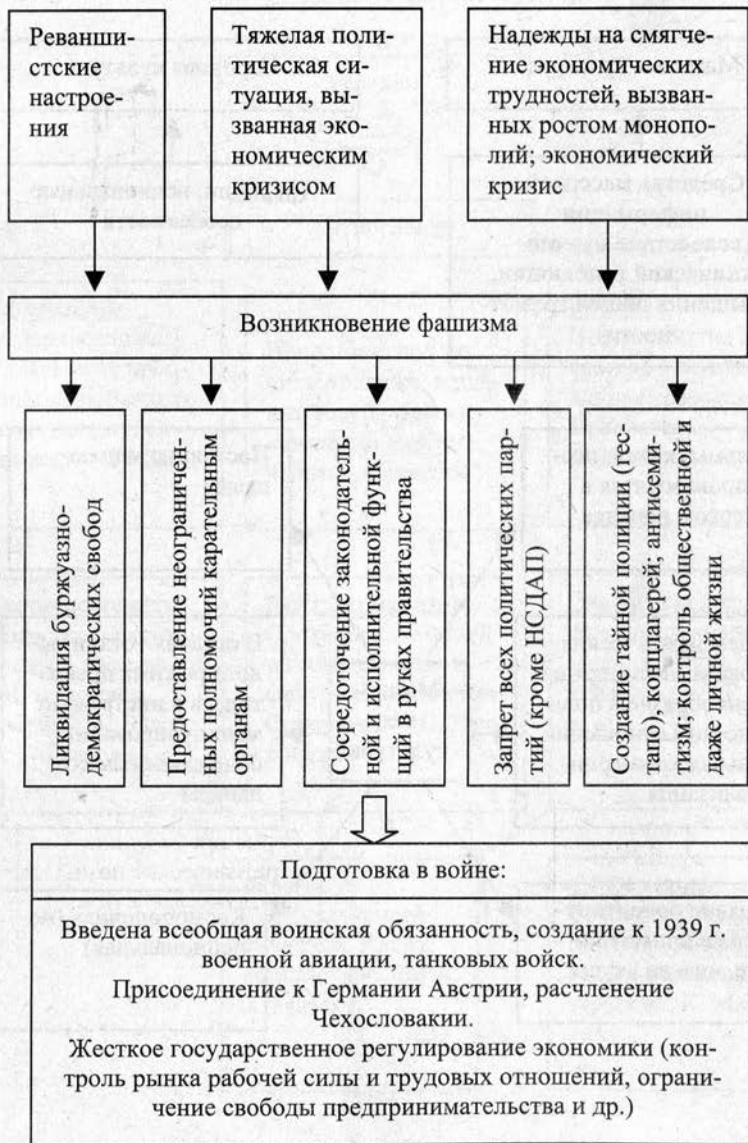 Реванши-
стские
настрое-
ния
Тяжелая поли-
тическая си-
туация, вы-
званная эко-
номическим
кризисом
Надежды на смягче-
ние экономических
трудностей, вызван-
ных ростом монопо-
лий; экономический
кризис
Возникновение фашизма
Ликвидация буржуазно-
демократических свобод
Представление неограничен-
ных полномочий карательным
органам
Сосредоточение законодатель-
ной и исполнительной функ-
ций в руках правительства
Запрет всех политических пар-
тий (кроме НСДАП)
Создание тайной полиции (гес-
тапо), концлагерей; антисеми-
тизм; контроль общественной и
даже личной жизни
Подготовка в войне:
Введена всеобщая воинская обязанность, создание к 1939 г.
военной авиации, танковых войск.
Присоединение к Германии Австрии, расчленение
Чехословакии.
Жесткое государственное регулирование экономики (кон-
троль рынка рабочей силы и трудовых отношений, ограни-
чение свободы предпринимательства и др.)